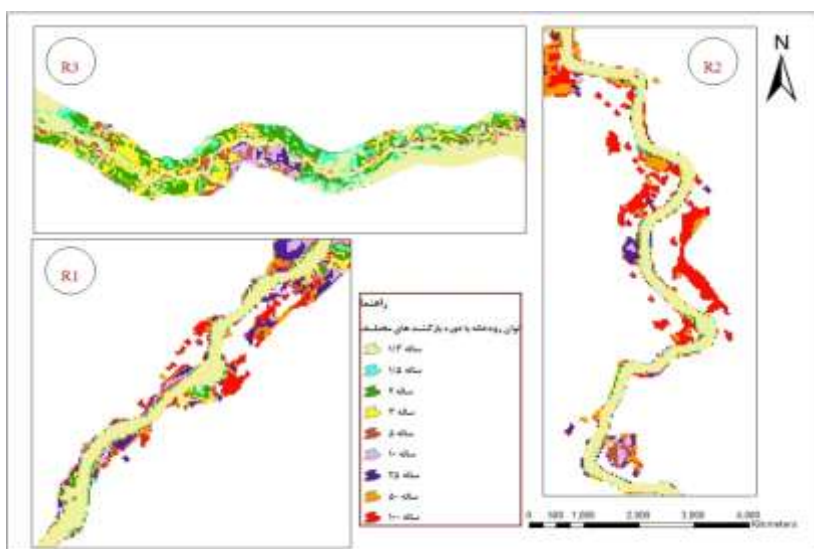 R3
R2
N
R1
راهنما
توان رودخانه با دوره بازگشت های مختلف
۱/۲ ساله
۱/۵ ساله
۲ ساله
۳ ساله
۵ ساله
۱۰ ساله
۲۵ ساله
۵۰ ساله
۱۰۰ ساله
0 500 1,000 2,000 3,000 4,000
Kilometers